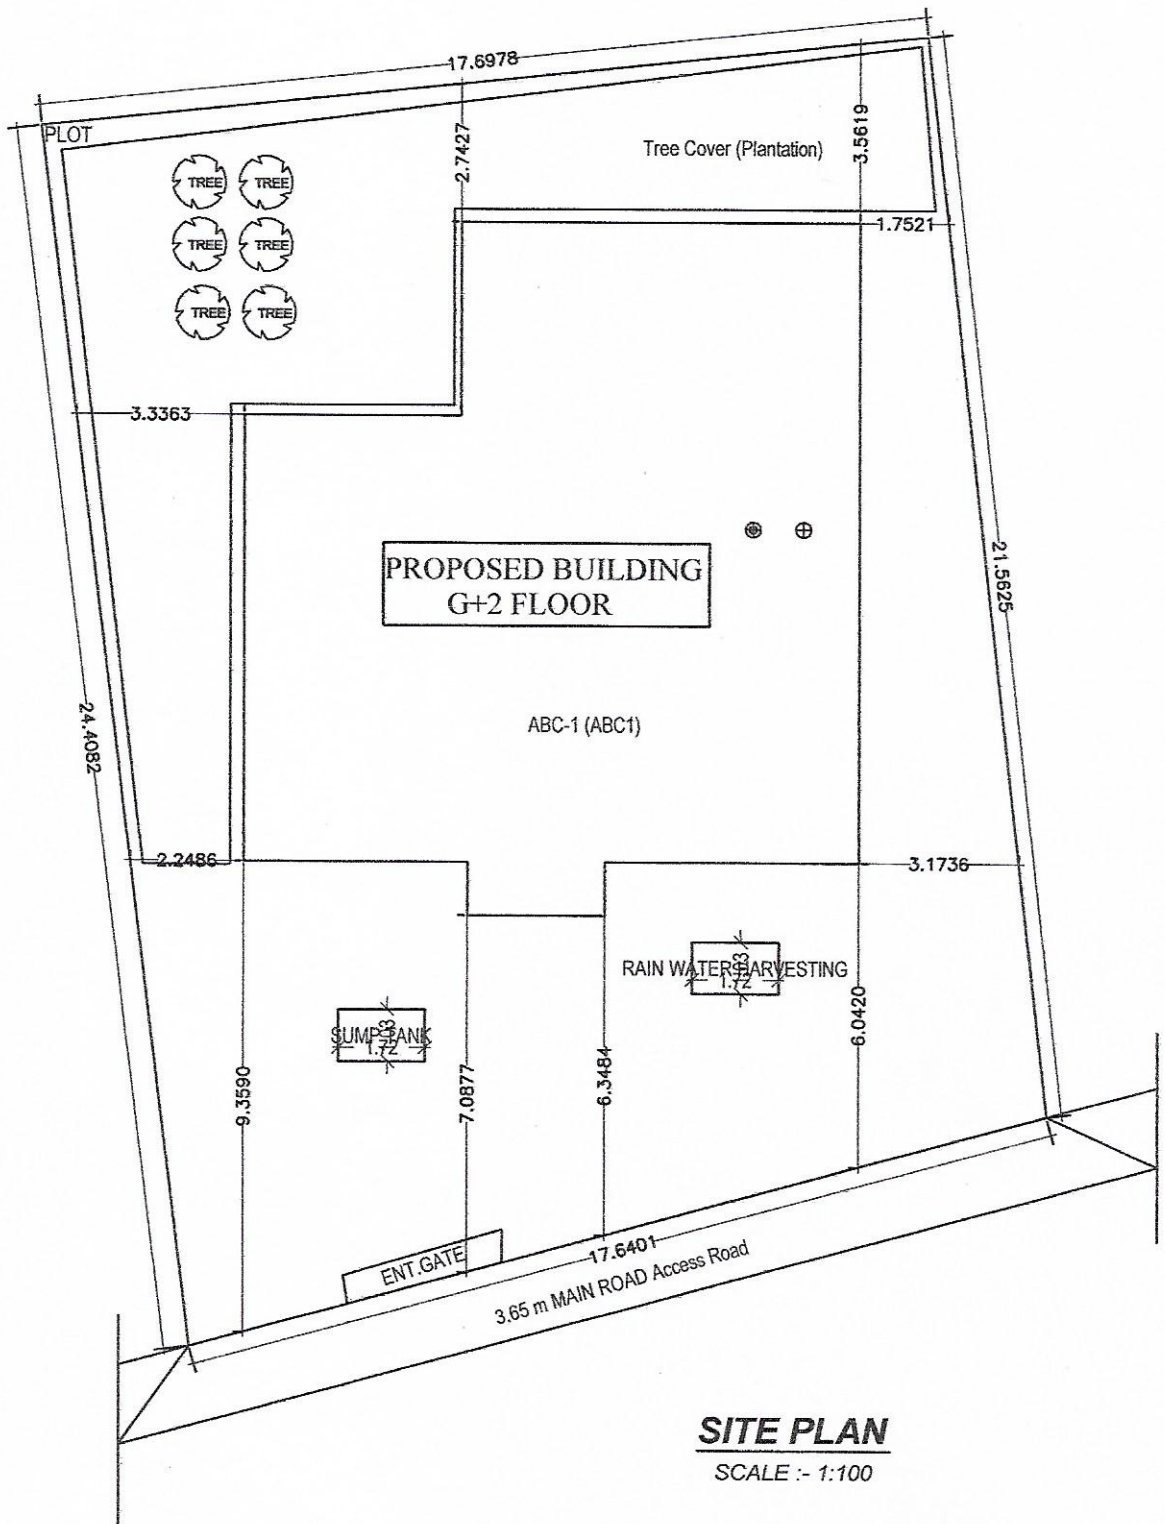 17.6978
PLOT
2.7427
3.5619
Tree Cover (Plantation)
TREE TREE
TREE TREE
TREE TREE
1.7521
3.3363
PROPOSED BUILDING
G+2 FLOOR
21.5625
24.4082
ABC-1 (ABC1)
2.2486
3.1736
RAIN WATER HARVESTING
1.72
SUMP TANK
1.72
9.3590
7.0877
6.3484
6.0420
ENT.GATE
17.6401
3.65 m MAIN ROAD Access Road
SITE PLAN
SCALE :- 1:100